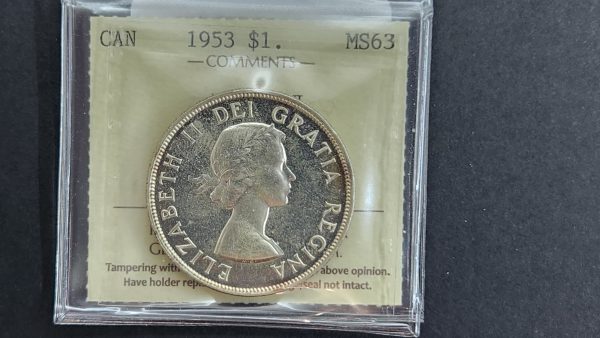 CAN 1953 $1. MS63
COMMENTS
ELIZABETH II DEI GRATIA REGINA
Tampering with above opinion.
Have holder seal not intact.